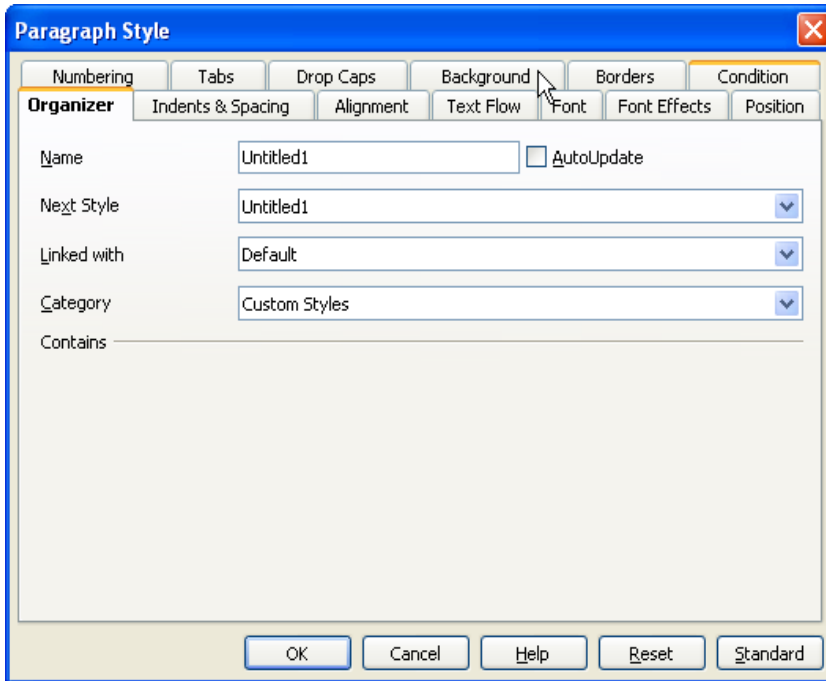 Paragraph Style
Numbering Tabs Drop Caps Background Borders Condition
Organizer Indents & Spacing Alignment Text Flow Font Font Effects Position
Name Untitled1 AutoUpdate
Next Style Untitled1
Linked with Default
Category Custom Styles
Contains
OK Cancel Help Reset Standard